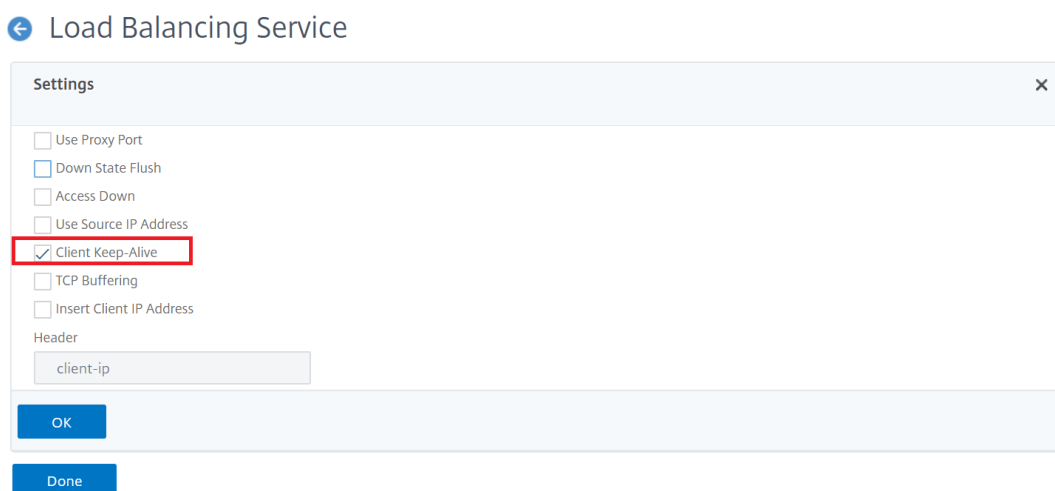 Load Balancing Service
Settings
Use Proxy Port
Down State Flush
Access Down
Use Source IP Address
Client Keep-Alive
TCP Buffering
Insert Client IP Address
Header
client-ip
OK
Done